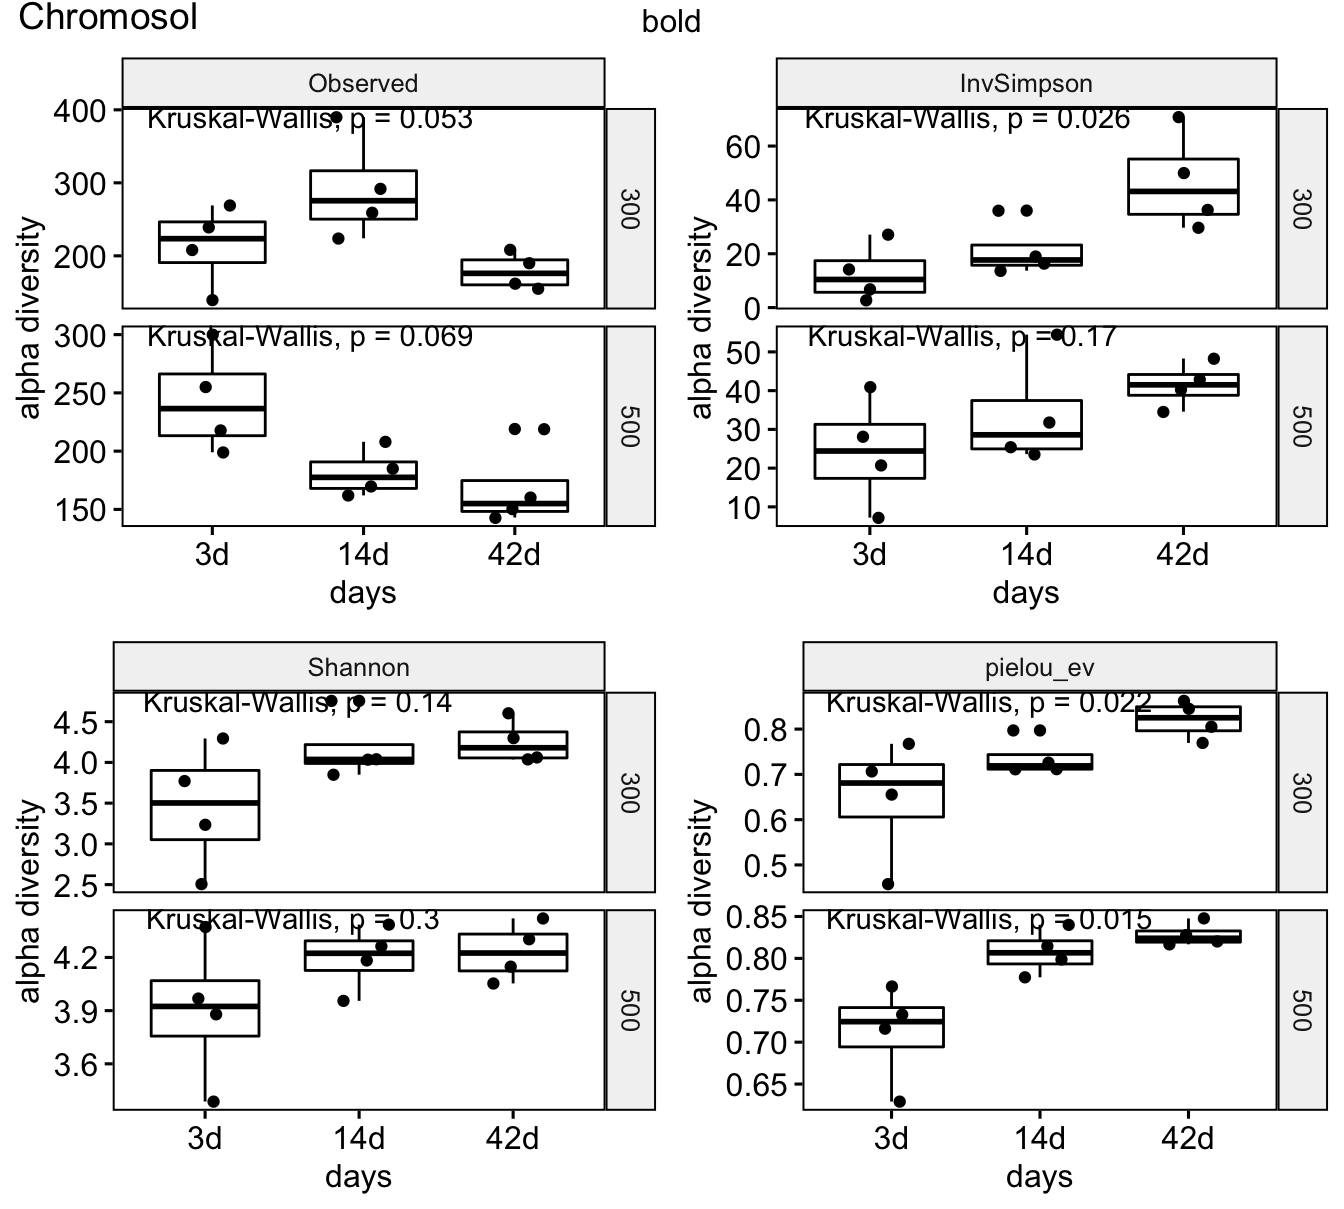 Chromosol bold
Observed
Kruskal-Wallis, p = 0.053
400
300
200
300
Kruskal-Wallis, p = 0.069
300
250
200
150
500
alpha diversity
3d 14d 42d
days
InvSimpson
Kruskal-Wallis, p = 0.026
60
40
20
0
300
Kruskal-Wallis, p = 0.17
50
40
30
20
10
500
alpha diversity
3d 14d 42d
days
Shannon
Kruskal-Wallis, p = 0.14
4.5
4.0
3.5
3.0
2.5
300
Kruskal-Wallis, p = 0.3
4.2
3.9
3.6
500
alpha diversity
3d 14d 42d
days
pielou_ev
Kruskal-Wallis, p = 0.022
0.8
0.7
0.6
0.5
300
Kruskal-Wallis, p = 0.015
0.85
0.80
0.75
0.70
0.65
500
alpha diversity
3d 14d 42d
days